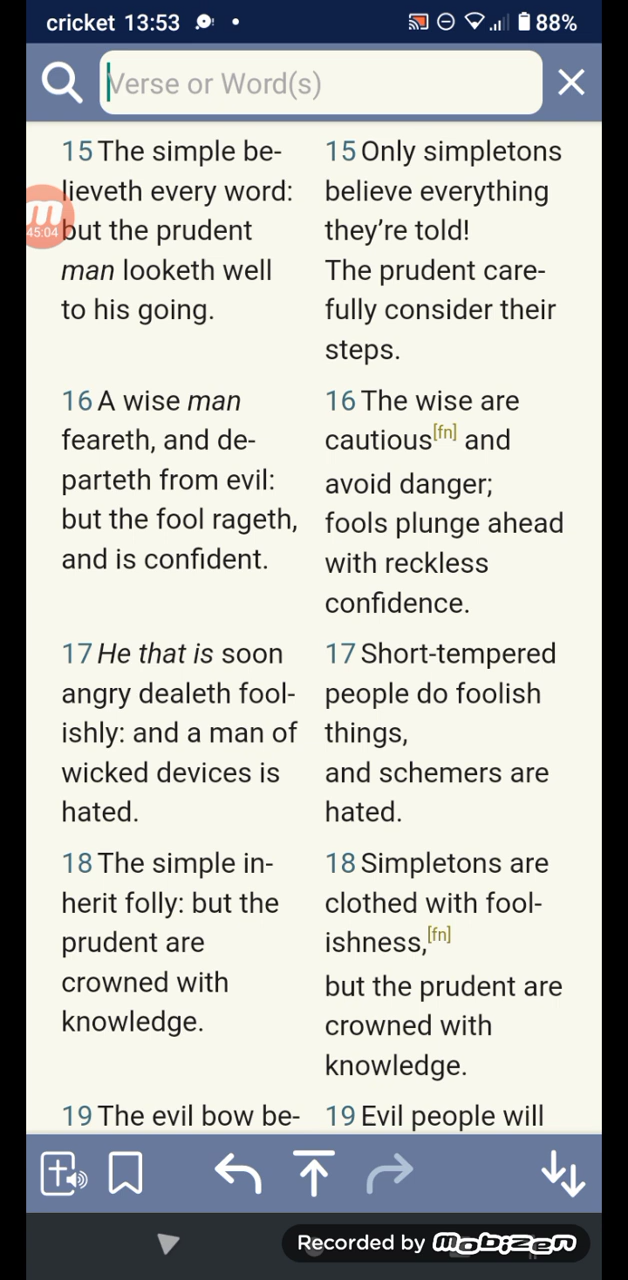 cricket 13:53 88%
Verse or Word(s)
15 The simple be-
lieveth every word:
but the prudent
man looketh well
to his going.
45:04
15 Only simpletons
believe everything
they’re told!
The prudent care-
fully consider their
steps.
16 A wise man
feareth, and de-
parteth from evil:
but the fool rageth,
and is confident.
16 The wise are
cautious[fn] and
avoid danger;
fools plunge ahead
with reckless
confidence.
17 He that is soon
angry dealeth fool-
ishly: and a man of
wicked devices is
hated.
17 Short-tempered
people do foolish
things,
and schemers are
hated.
18 The simple in-
herit folly: but the
prudent are
crowned with
knowledge.
18 Simpletons are
clothed with fool-
ishness,[fn]
but the prudent are
crowned with
knowledge.
19 The evil bow be-
19 Evil people will
Recorded by mobizen